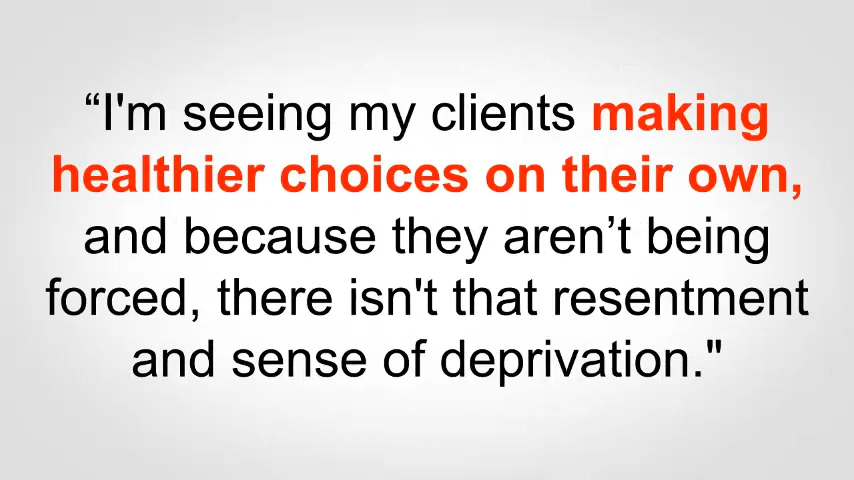 “I'm seeing my clients making
healthier choices on their own,
and because they aren’t being
forced, there isn't that resentment
and sense of deprivation."